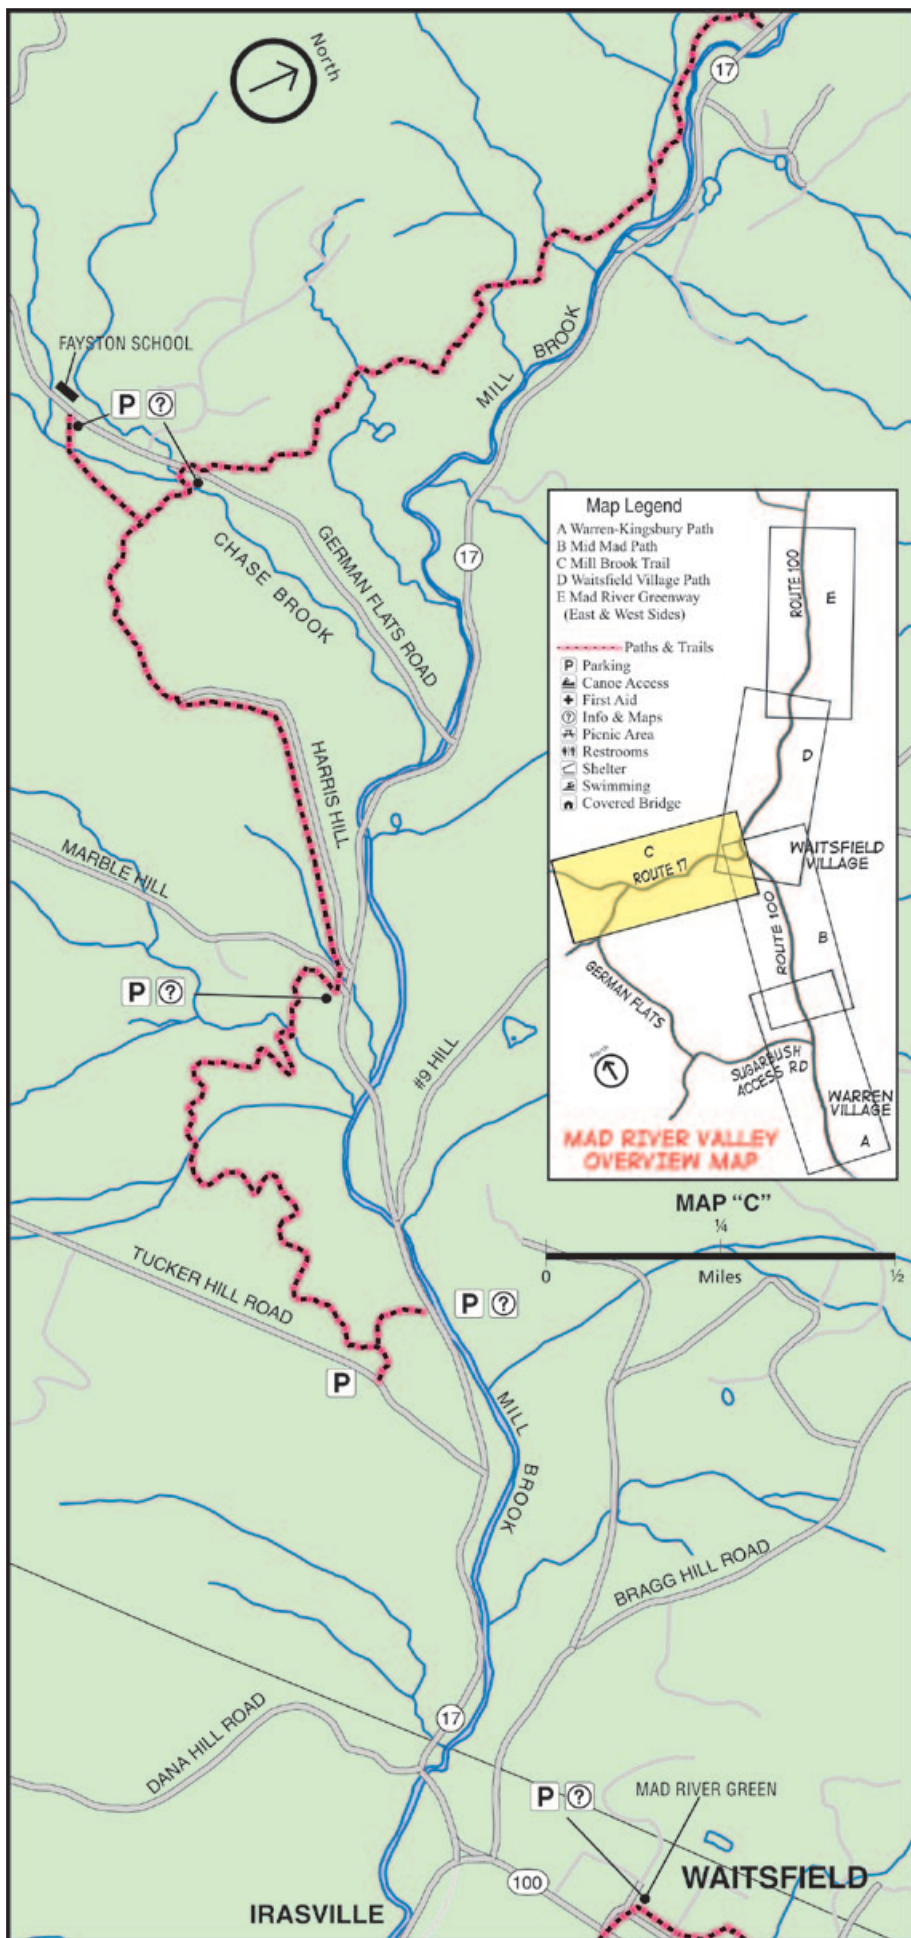 North
17
FAYSTON SCHOOL
P ?
MILL BROOK
17
CHASE BROOK
GERMAN FLATS ROAD
HARRIS HILL
MARBLE HILL
P ?
#9 HILL
TUCKER HILL ROAD
P ?
P
MILL BROOK
BRAGG HILL ROAD
17
DANA HILL ROAD
P ?
MAD RIVER GREEN
WAITSFIELD
100
IRASVILLE
Map Legend
A Warren-Kingsbury Path
B Mid Mad Path
C Mill Brook Trail
D Waitsfield Village Path
E Mad River Greenway
(East & West Sides)
Paths & Trails
P Parking
Canoe Access
First Aid
? Info & Maps
Picnic Area
Restrooms
Shelter
Swimming
Covered Bridge
ROUTE 100
E
D
WAITSFIELD
VILLAGE
C
ROUTE 17
ROUTE 100
B
GERMAN FLATS
SUGARBUSH
ACCESS RD
North
WARREN
VILLAGE
A
MAD RIVER VALLEY
OVERVIEW MAP
MAP “C”
¼
0
Miles
½